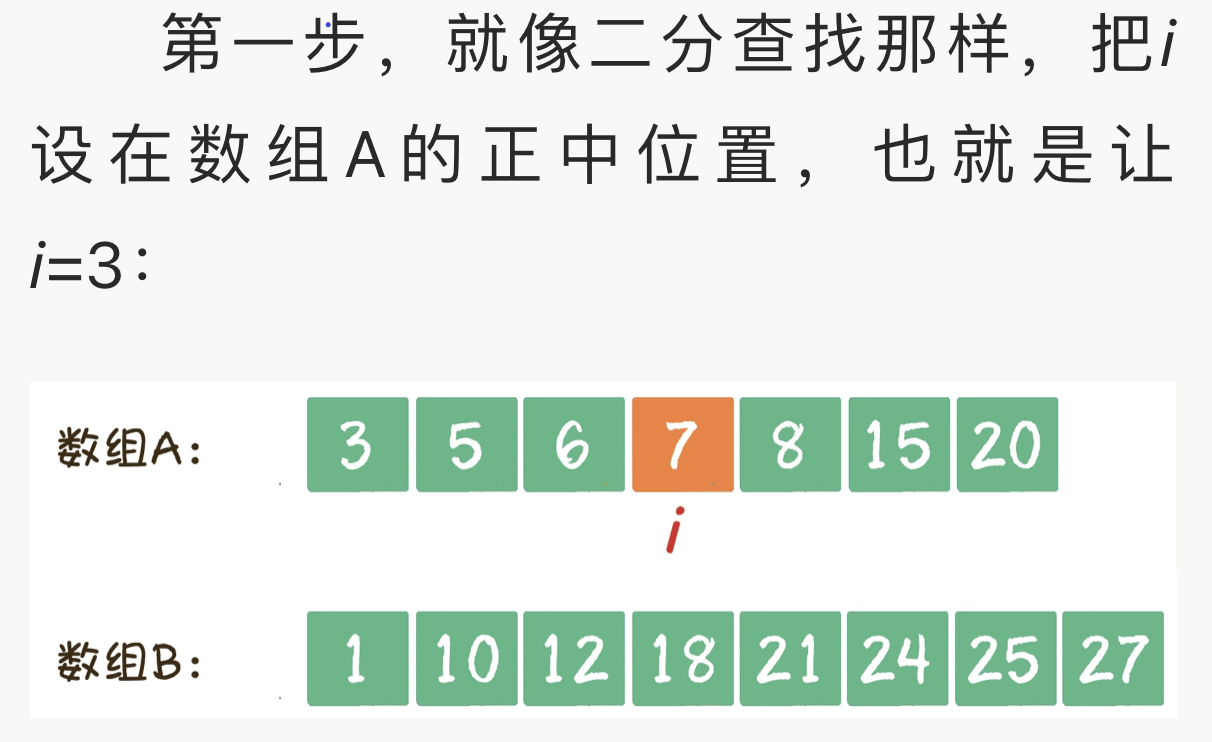 第一步，就像二分查找那样，把i
设在数组A的正中位置，也就是让
i=3：
数组A： 3 5 6 7 8 15 20
i
数组B： 1 10 12 18 21 24 25 27